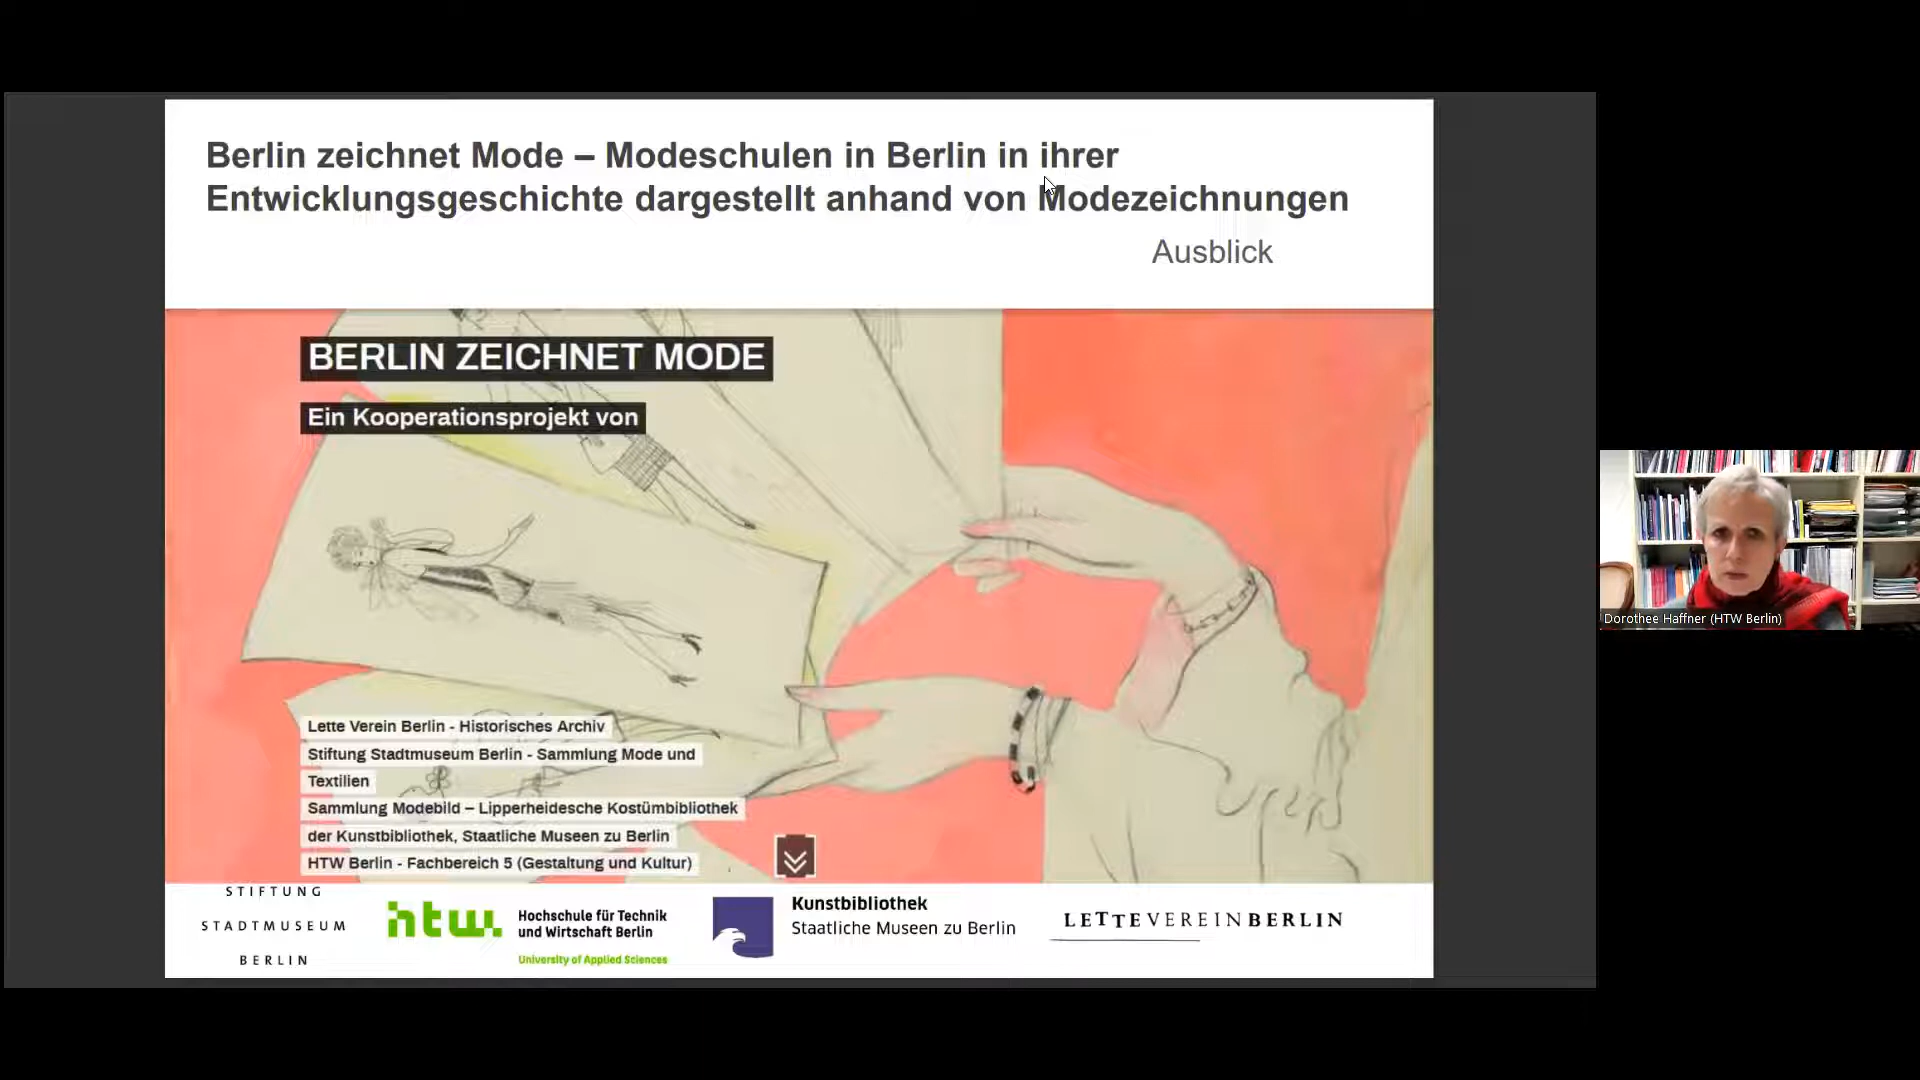 Berlin zeichnet Mode – Modeschulen in Berlin in ihrer
Entwicklungsgeschichte dargestellt anhand von Modezeichnungen
Ausblick
BERLIN ZEICHNET MODE
Ein Kooperationsprojekt von
Lette Verein Berlin - Historisches Archiv
Stiftung Stadtmuseum Berlin - Sammlung Mode und
Textilien
Sammlung Modebild – Lipperheidesche Kostümbibliothek
der Kunstbibliothek, Staatliche Museen zu Berlin
HTW Berlin - Fachbereich 5 (Gestaltung und Kultur)
STIFTUNG
STADTMUSEUM
BERLIN
htw.
Hochschule für Technik
und Wirtschaft Berlin
University of Applied Sciences
Kunstbibliothek
Staatliche Museen zu Berlin
LETTEVEREINBERLIN
Dorothee Haffner (HTW Berlin)